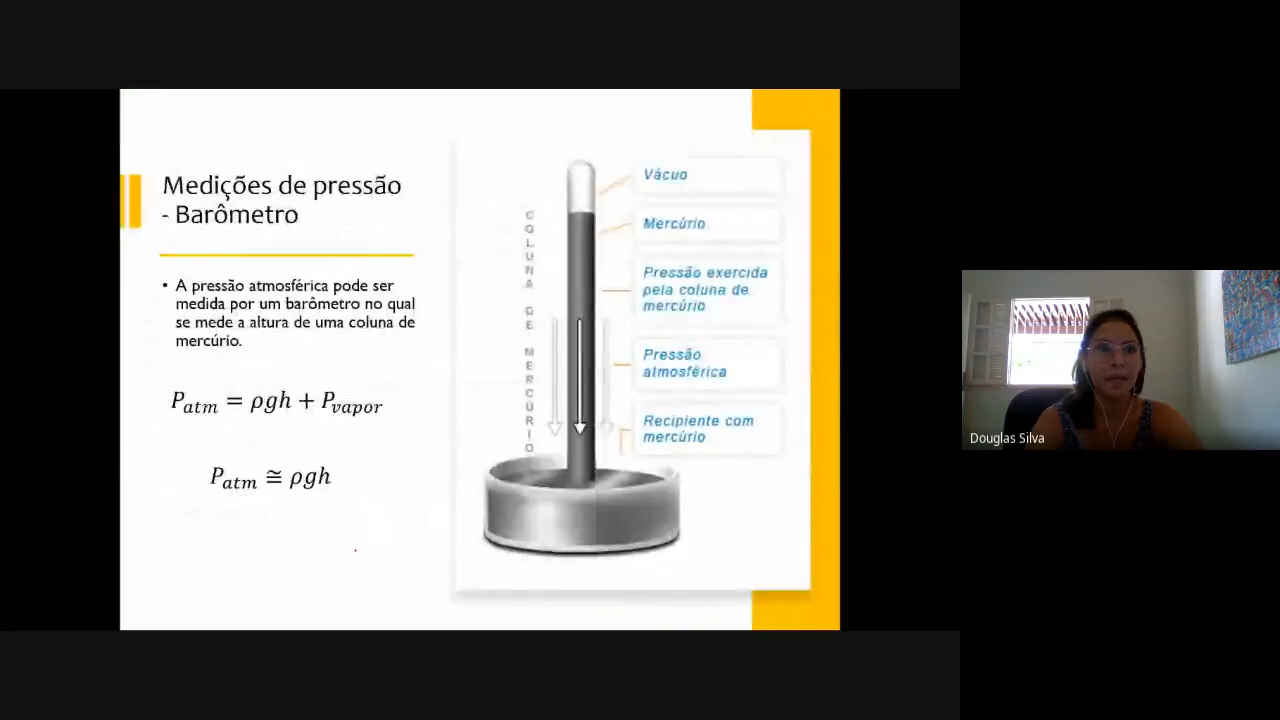 Medições de pressão
- Barômetro
• A pressão atmosférica pode ser
medida por um barômetro no qual
se mede a altura de uma coluna de
mercúrio.
P_atm = ρgh + P_vapor
P_atm ≅ ρgh
COLUNA DE MERCÚRIO
Vácuo
Mercúrio
Pressão exercida
pela coluna de
mercúrio
Pressão
atmosférica
Recipiente com
mercúrio
Douglas Silva